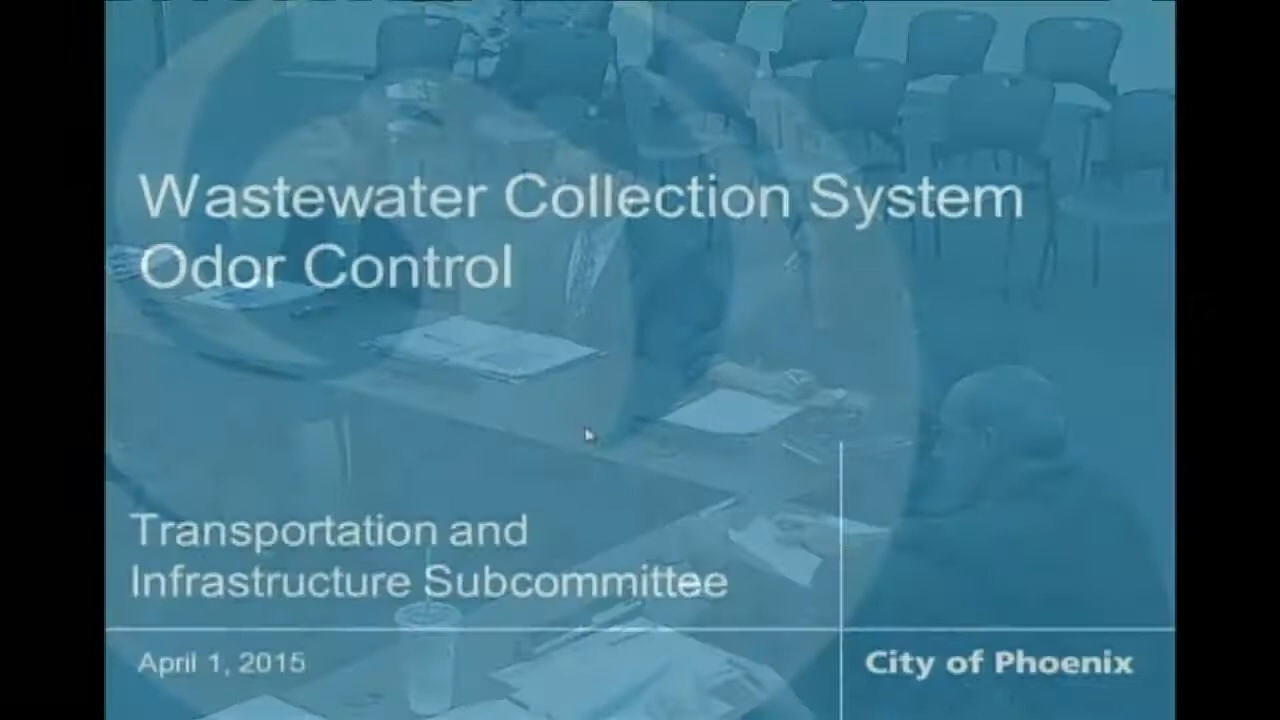 Wastewater Collection System
Odor Control
Transportation and
Infrastructure Subcommittee
April 1, 2015
City of Phoenix